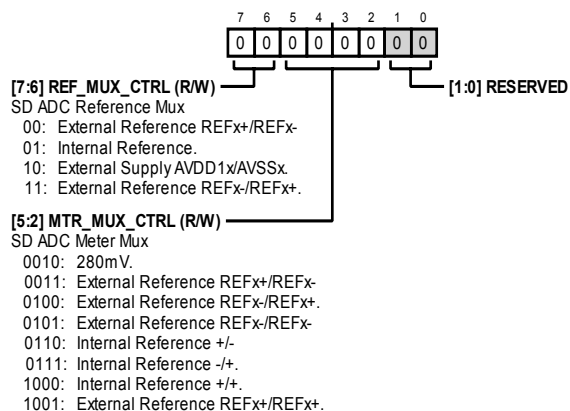 7 6 5 4 3 2 1 0
0 0 0 0 0 0 0 0
[7:6] REF_MUX_CTRL (R/W)
[1:0] RESERVED
SD ADC Reference Mux
00: External Reference REFx+/REFx-
01: Internal Reference.
10: External Supply AVDD1x/AVSSx.
11: External Reference REFx-/REFx+.
[5:2] MTR_MUX_CTRL (R/W)
SD ADC Meter Mux
0010: 280mV.
0011: External Reference REFx+/REFx-
0100: External Reference REFx-/REFx+.
0101: External Reference REFx-/REFx-
0110: Internal Reference +/-
0111: Internal Reference -/+.
1000: Internal Reference +/+.
1001: External Reference REFx+/REFx+.